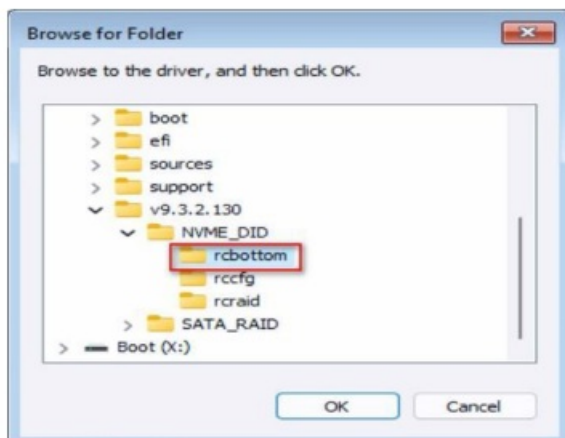 Browse for Folder
Browse to the driver, and then click OK.
boot
efi
sources
support
v9.3.2.130
NVME_DID
rcbottom
rccfg
rcraid
SATA_RAID
Boot (X:)
OK Cancel